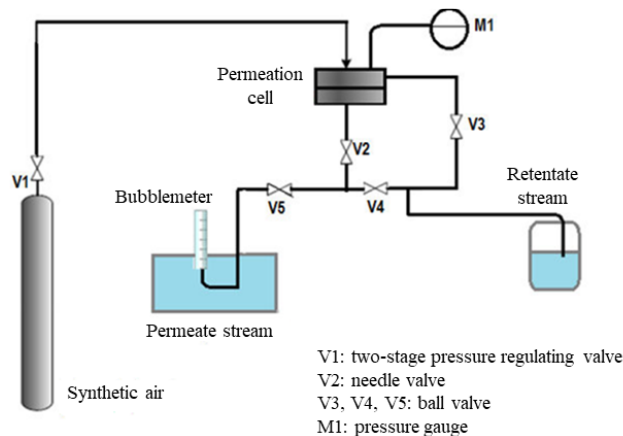 M1
Permeation
cell
V3
V2
V1
Bubblemeter
Retentate
stream
V5
V4
Permeate stream
Synthetic air
V1: two-stage pressure regulating valve
V2: needle valve
V3, V4, V5: ball valve
M1: pressure gauge